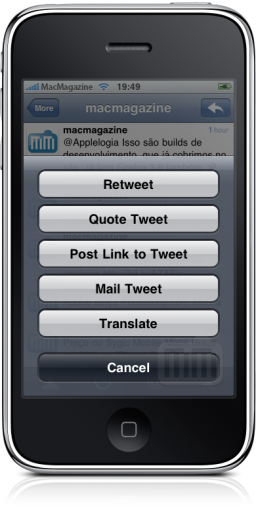 MacMagazine 19:49
More macmagazine
macmagazine 1 hour
@Applelogia Isso são builds de
desenvolvimento, que já cobrimos no
Retweet
Quote Tweet
Post Link to Tweet
Mail Tweet
Translate
Cancel